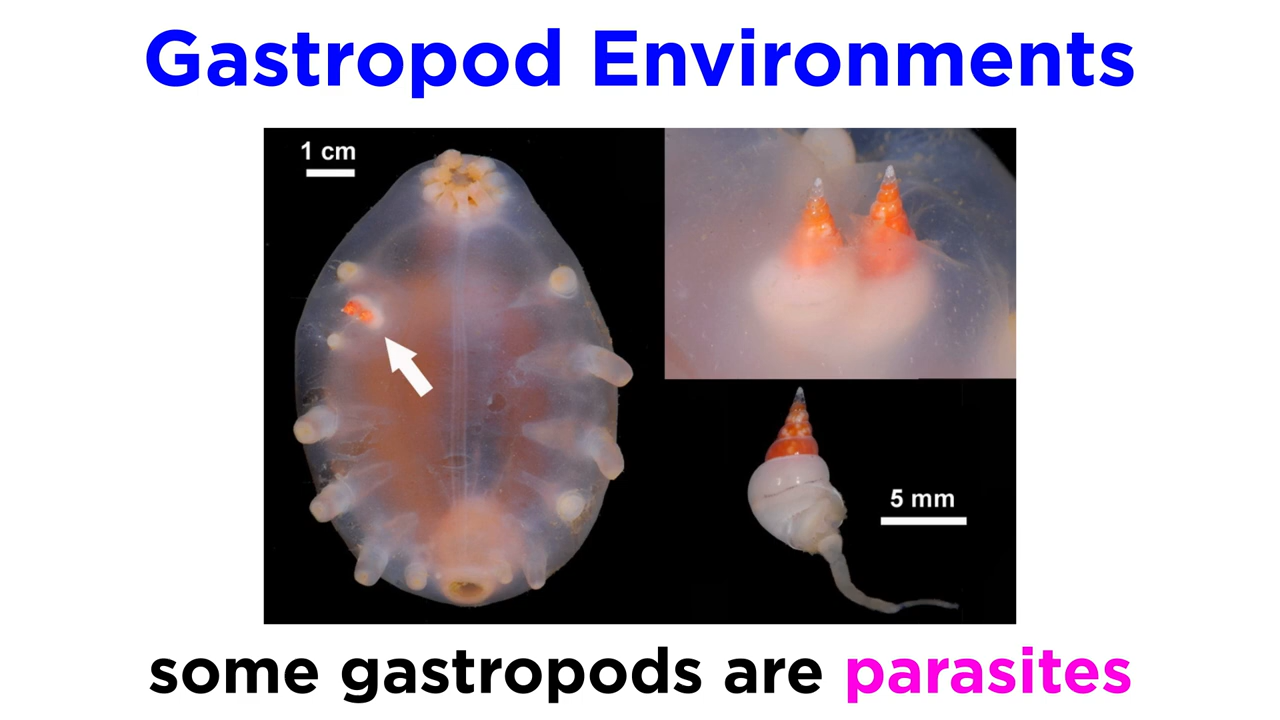 Gastropod Environments
1 cm
5 mm
some gastropods are parasites